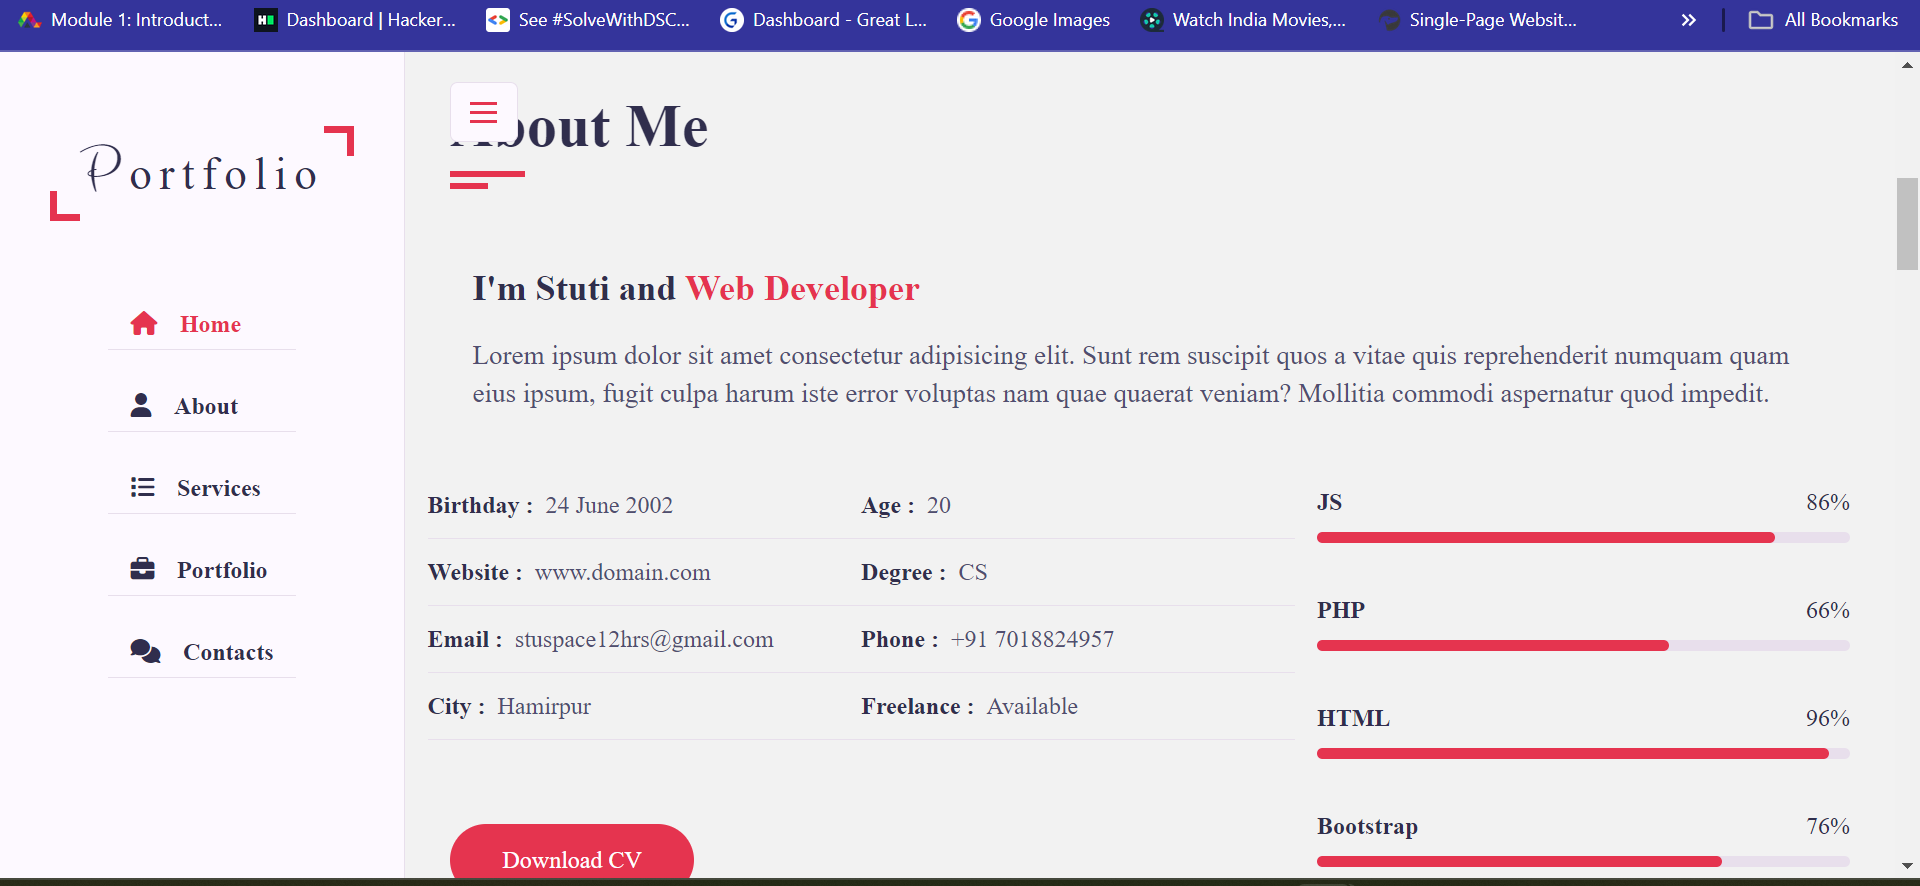 Module 1: Introduct...
Dashboard | Hacker...
See #SolveWithDSC...
Dashboard - Great L...
Google Images
Watch India Movies,...
Single-Page Websit...
All Bookmarks
Portfolio
Home
About
Services
Portfolio
Contacts
About Me
I'm Stuti and Web Developer
Lorem ipsum dolor sit amet consectetur adipisicing elit. Sunt rem suscipit quos a vitae quis reprehenderit numquam quam
eius ipsum, fugit culpa harum iste error voluptas nam quae quaerat veniam? Mollitia commodi aspernatur quod impedit.
Birthday : 24 June 2002
Age : 20
Website : www.domain.com
Degree : CS
Email : stuspace12hrs@gmail.com
Phone : +91 7018824957
City : Hamirpur
Freelance : Available
Download CV
JS 86%
PHP 66%
HTML 96%
Bootstrap 76%